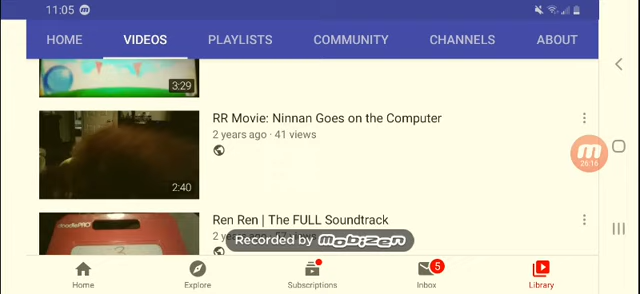 11:05
HOME VIDEOS PLAYLISTS COMMUNITY CHANNELS ABOUT
3:29
RR Movie: Ninnan Goes on the Computer
2 years ago · 41 views
2:40
26:16
Ren Ren | The FULL Soundtrack
2 years
Recorded by mobizen
5
Home Explore Subscriptions Inbox Library